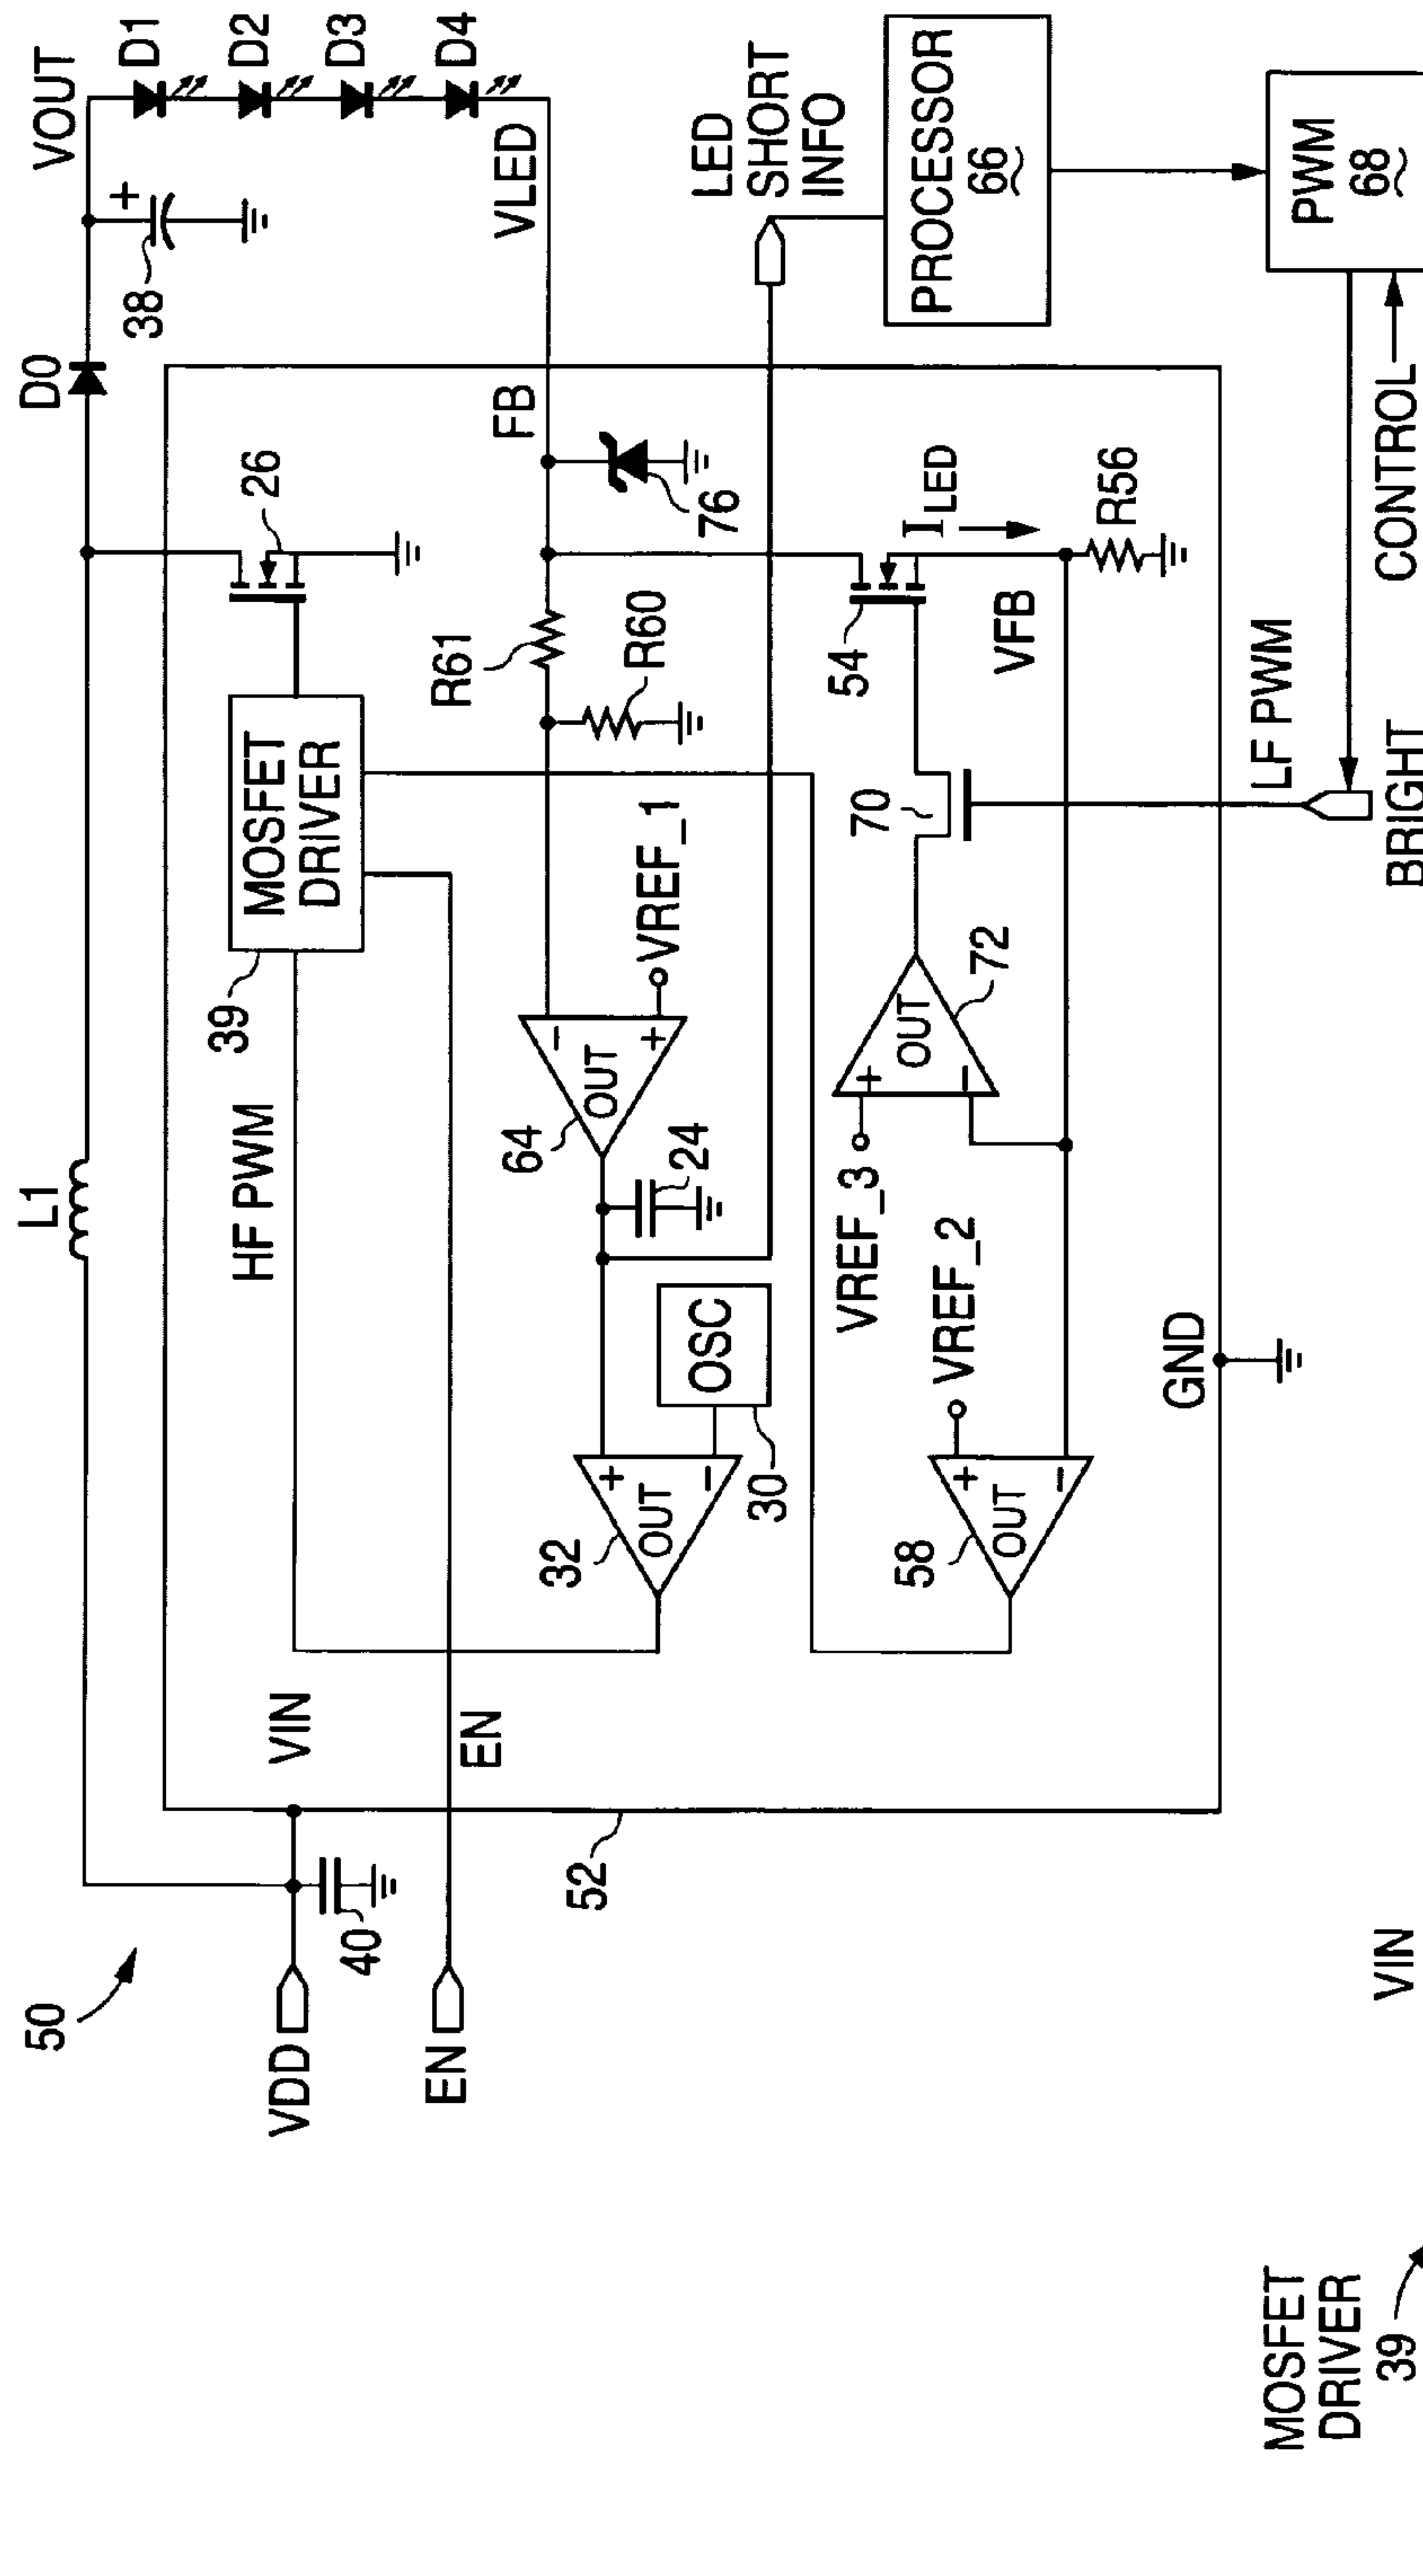 50
VDD
EN
40
VIN
EN
52
L1
HF PWM
39
MOSFET
DRIVER
26
D0
38
+
VOUT
D1
D2
D3
D4
VLED
FB
76
R61
R60
VREF_1
64
-
+
OUT
24
OSC
30
32
+
-
OUT
LED
SHORT
INFO
PROCESSOR
66
PWM
68
CONTROL
BRIGHT
LF PWM
54
ILED
R56
VFB
70
72
+
-
OUT
VREF_3
VREF_2
58
+
-
OUT
GND
MOSFET
DRIVER
39
VIN